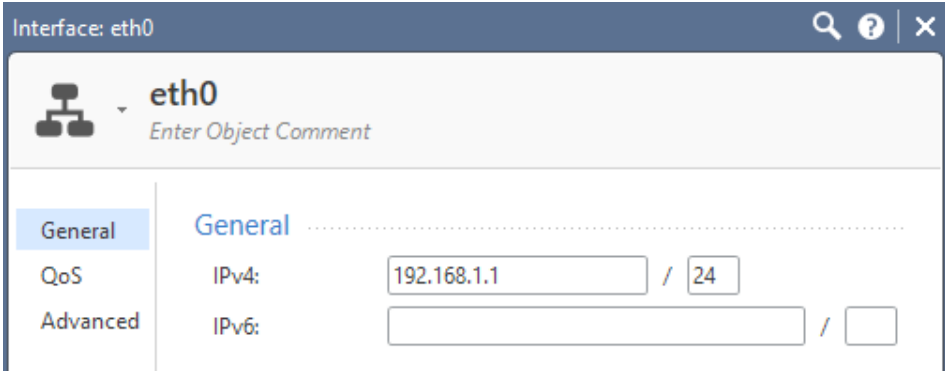 Interface: eth0
eth0
Enter Object Comment
General
QoS
Advanced
General
IPv4: 192.168.1.1 / 24
IPv6: /